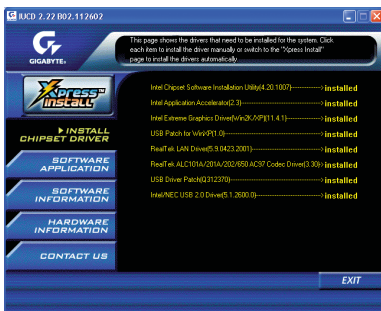 IUCD 2.22 B02.112602
GIGABYTE
This page shows the drivers that need to be installed for the system. Click
each item to install the driver manually or switch to the "Xpress Install"
page to install the drivers automatically.
Xpress™
INSTALL
INSTALL
CHIPSET DRIVER
SOFTWARE
APPLICATION
SOFTWARE
INFORMATION
HARDWARE
INFORMATION
CONTACT US
Intel Chipset Software Installation Utility(4.20.1007)--------------->installed
Intel Application Accelerator(2.3)--------------->installed
Intel Extreme Graphics Driver(Win2K/XP)(11.4.1)--------------->installed
USB Patch for WinXP(1.0)--------------->installed
RealTek LAN Driver(5.9.0423.2001)--------------->installed
RealTek ALC101A/201A/202/650 AC97 Codec Driver(3.30)>installed
USB Driver Patch(Q312370)--------------->installed
Intel/NEC USB 2.0 Driver(5.1.2600.0)--------------->installed
EXIT